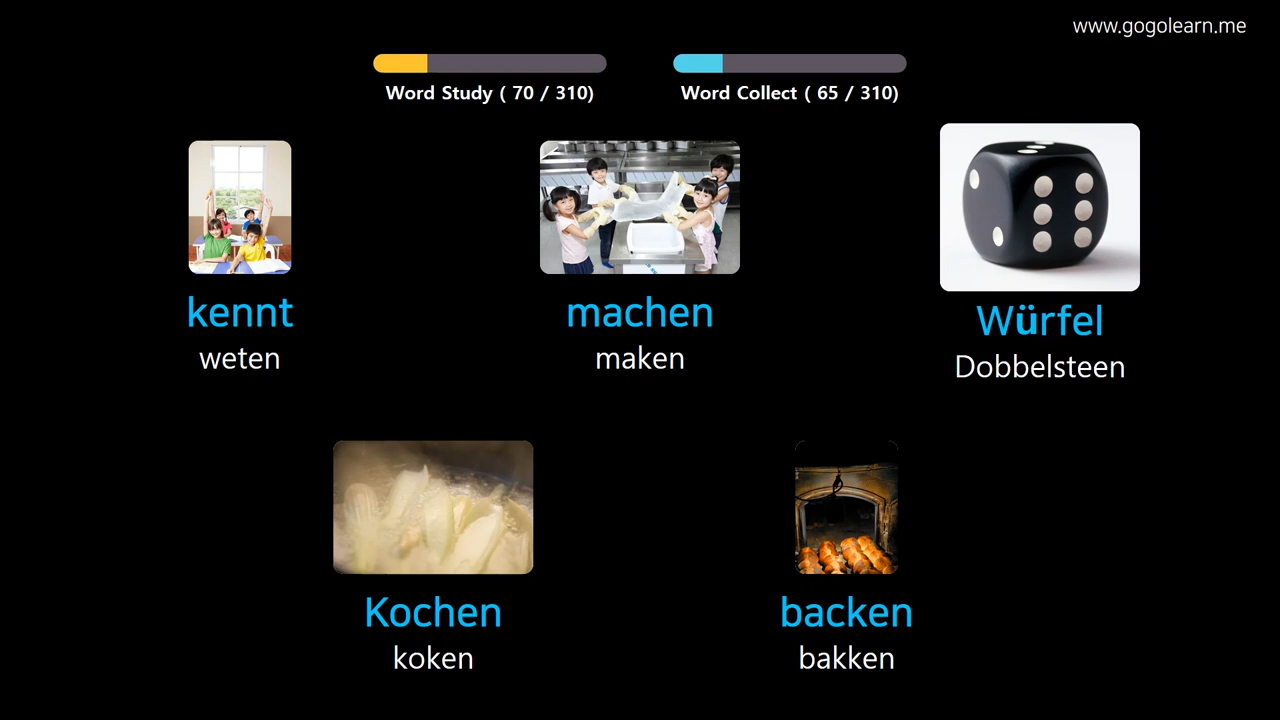 www.gogolearn.me
Word Study ( 70 / 310)
Word Collect ( 65 / 310)
kennt
weten
machen
maken
Würfel
Dobbelsteen
Kochen
koken
backen
bakken